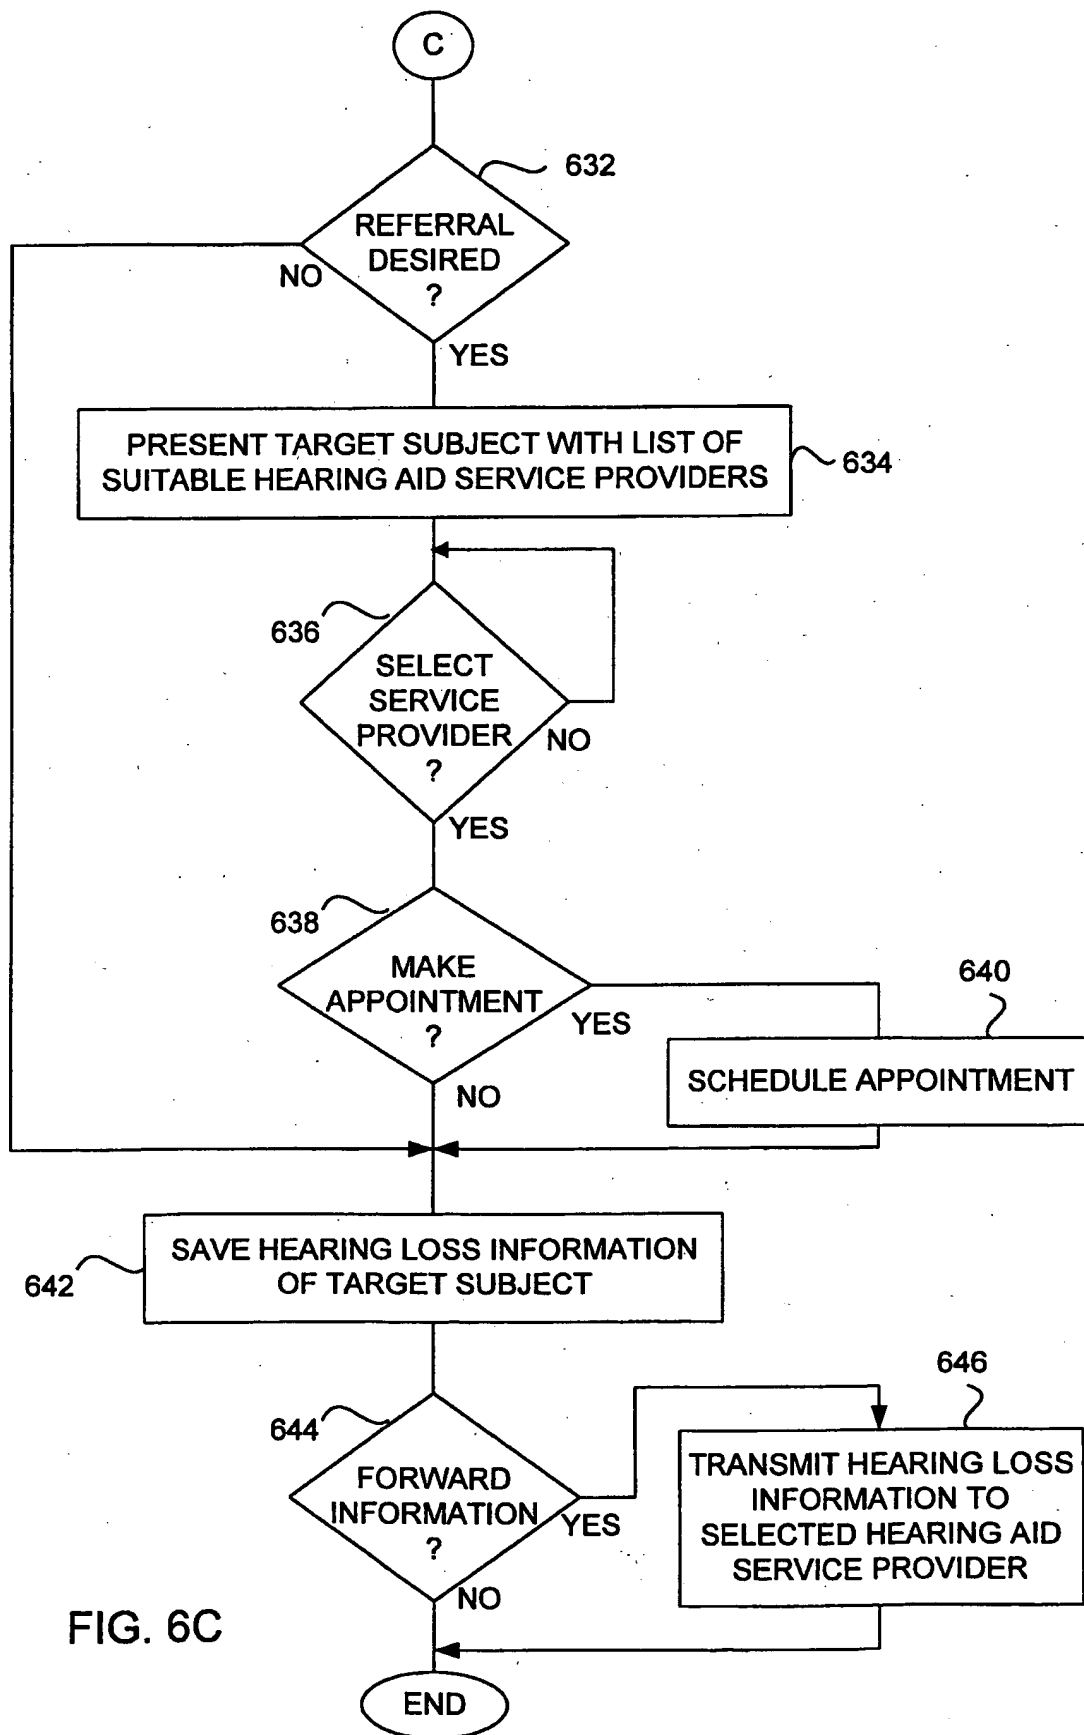 C
632
REFERRAL
DESIRED
?
NO
YES
PRESENT TARGET SUBJECT WITH LIST OF
SUITABLE HEARING AID SERVICE PROVIDERS
634
636
SELECT
SERVICE
PROVIDER
?
NO
YES
638
MAKE
APPOINTMENT
?
YES
NO
640
SCHEDULE APPOINTMENT
SAVE HEARING LOSS INFORMATION
OF TARGET SUBJECT
642
644
FORWARD
INFORMATION
?
YES
NO
646
TRANSMIT HEARING LOSS
INFORMATION TO
SELECTED HEARING AID
SERVICE PROVIDER
FIG. 6C
END